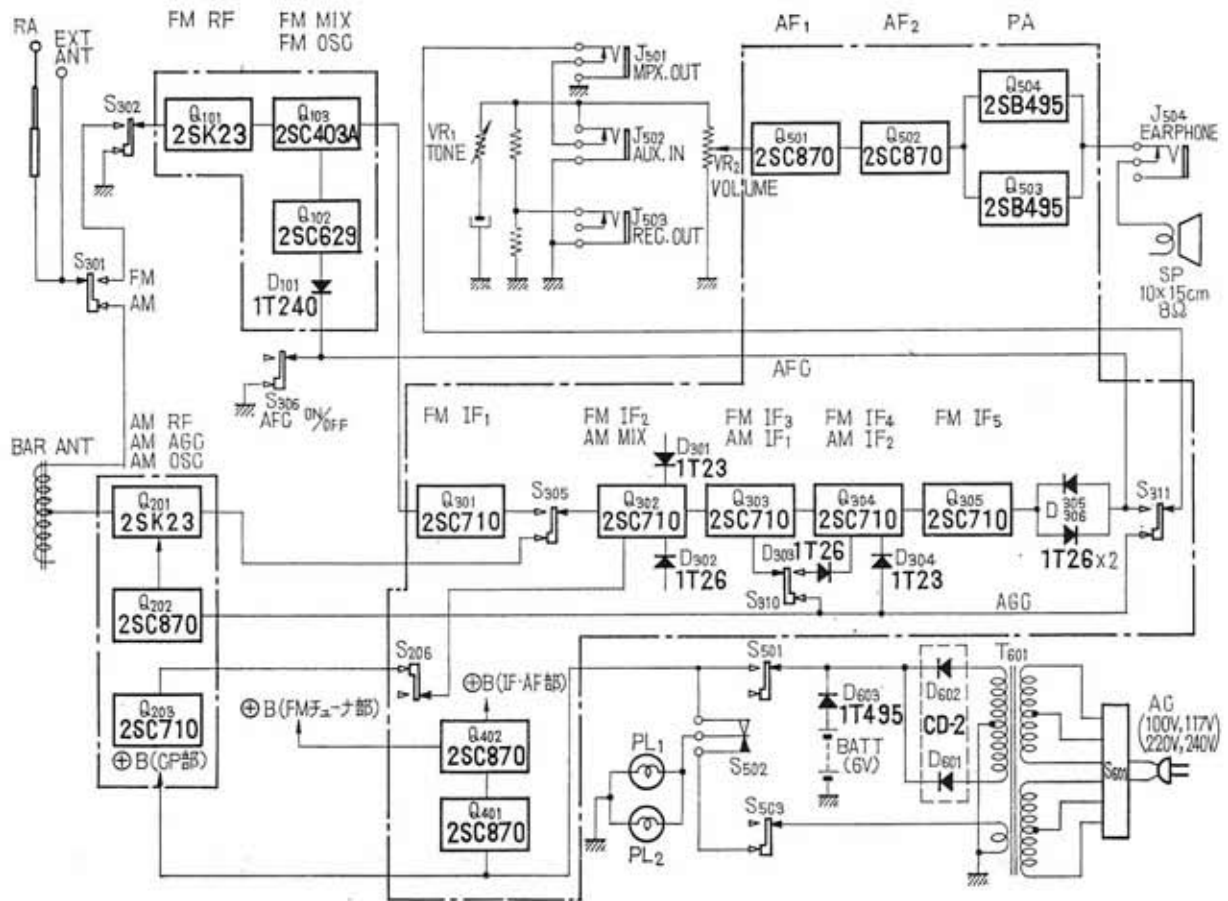 FM RF
FM MIX
FM OSC
AF₁
AF₂
PA
RA
EXT
ANT
S302
Q101
2SK23
Q103
2SC403A
Q102
2SC629
D101
1T240
S301
FM
AM
S306
AFC
ON/OFF
VR₁
TONE
J501
MPX.OUT
J502
AUX.IN
J503
REC.OUT
VR₂
VOLUME
Q501
2SC870
Q502
2SC870
Q504
2SB495
Q503
2SB495
J504
EARPHONE
SP
10×15cm
8Ω
AFC
BAR ANT
AM RF
AM AGC
AM OSC
Q201
2SK23
Q202
2SC870
Q203
2SC710
⊕B(GP部)
FM IF₁
FM IF₂
AM MIX
FM IF₃
AM IF₁
FM IF₄
AM IF₂
FM IF₅
Q301
2SC710
S305
D301
1T23
Q302
2SC710
D302
1T26
Q303
2SC710
D303
1T26
S310
Q304
2SC710
D304
1T23
Q305
2SC710
D305
306
1T26×2
S311
AGC
S206
⊕B(FMチューナ部)
⊕B(IF·AF部)
Q402
2SC870
Q401
2SC870
PL₁
PL₂
S501
S502
S503
D603
1T495
BATT
(6V)
D602
CD-2
D601
T601
S601
AC
(100V,117V)
(220V,240V)